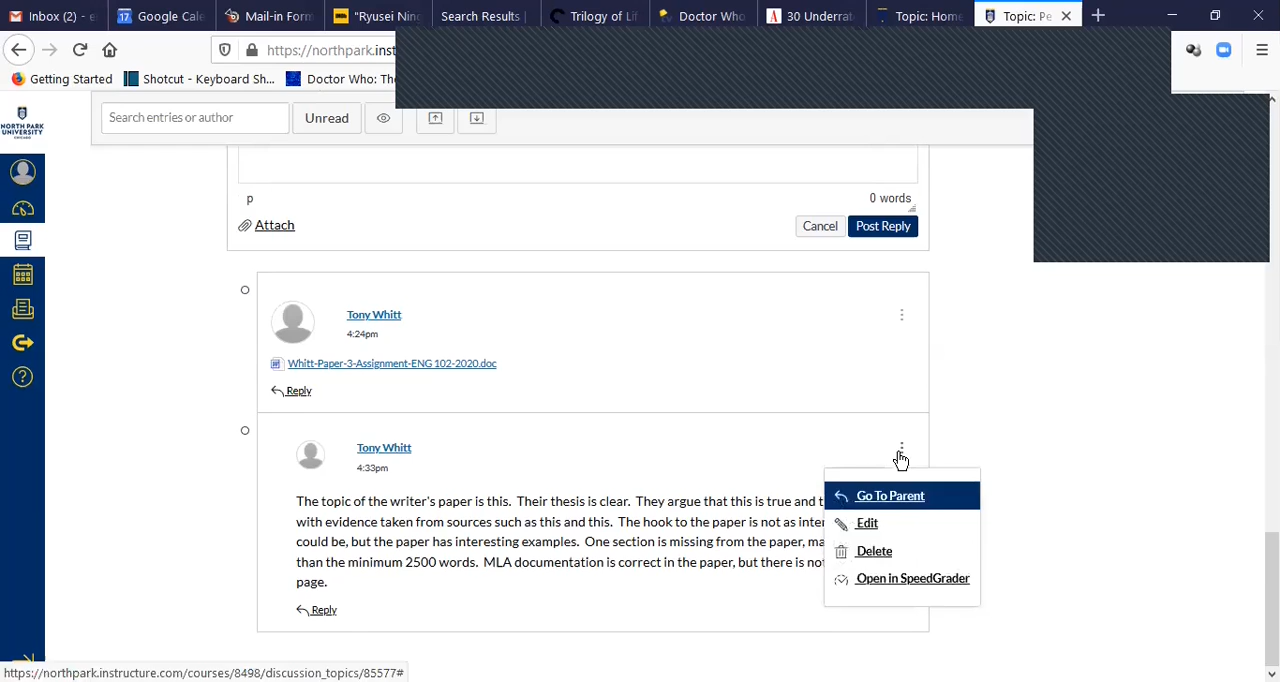 Inbox (2) - e
Google Cale
Mail-in Form
"Ryusei Ning
Search Results
Trilogy of Lif
Doctor Who
30 Underrat
Topic: Home
Topic: Pe
https://northpark.inst
Getting Started
Shotcut - Keyboard Sh...
Doctor Who: The
NORTH PARK
UNIVERSITY
CHICAGO
Search entries or author
Unread
p
0 words
Attach
Cancel
Post Reply
Tony Whitt
4:24pm
Whitt-Paper-3-Assignment-ENG 102-2020.doc
Reply
Tony Whitt
4:33pm
The topic of the writer's paper is this. Their thesis is clear. They argue that this is true and t
with evidence taken from sources such as this and this. The hook to the paper is not as inter
could be, but the paper has interesting examples. One section is missing from the paper, ma
than the minimum 2500 words. MLA documentation is correct in the paper, but there is not
page.
Reply
Go To Parent
Edit
Delete
Open in SpeedGrader
https://northpark.instructure.com/courses/8498/discussion_topics/85577#